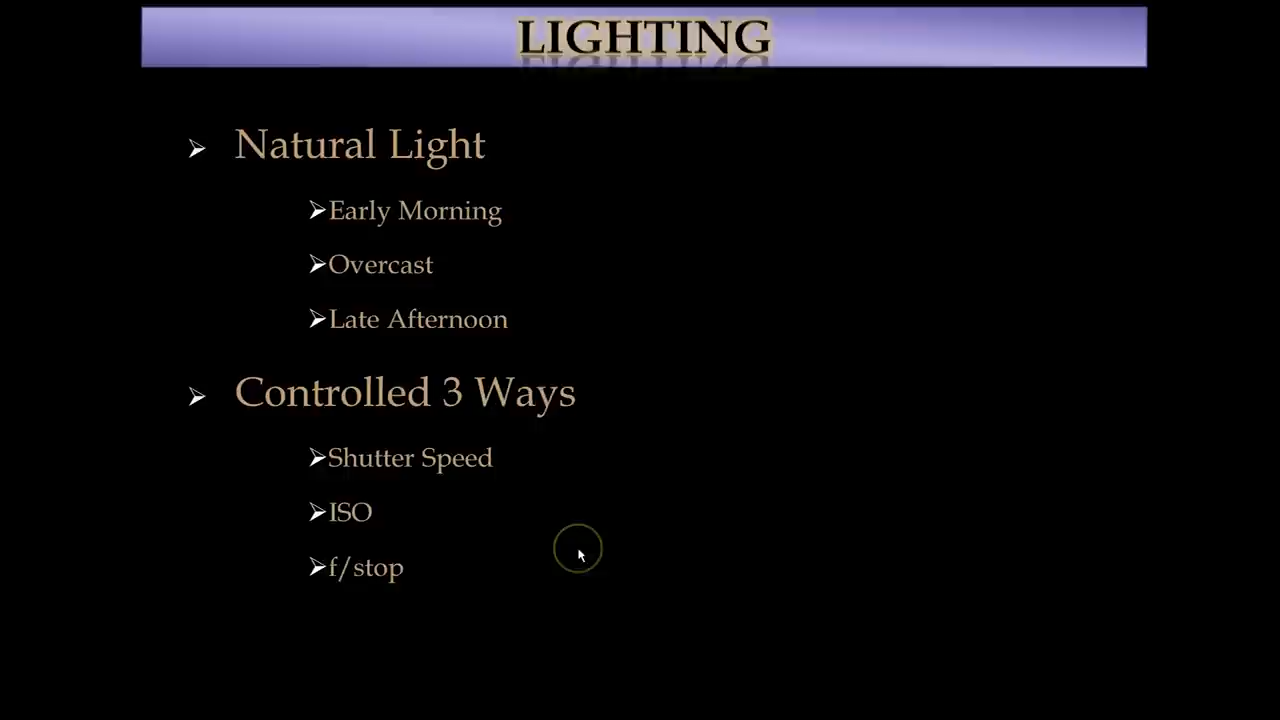 LIGHTING
Natural Light
Early Morning
Overcast
Late Afternoon
Controlled 3 Ways
Shutter Speed
ISO
f/stop